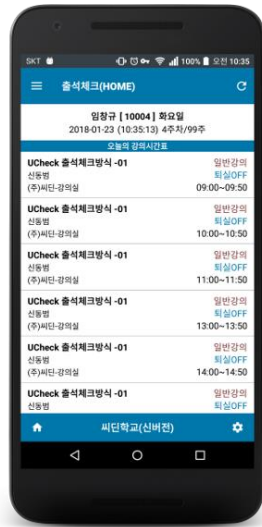 SKT 100% 오전 10:35
출석체크(HOME)
임창규 [ 10004 ] 화요일
2018-01-23 (10:35:13) 4주차/99주
오늘의 강의시간표
UCheck 출석체크방식 -01 일반강의
신동범 퇴실OFF
(주)씨딘-강의실 09:00~09:50
UCheck 출석체크방식 -01 일반강의
신동범 퇴실OFF
(주)씨딘-강의실 10:00~10:50
UCheck 출석체크방식 -01 일반강의
신동범 퇴실OFF
(주)씨딘-강의실 11:00~11:50
UCheck 출석체크방식 -01 일반강의
신동범 퇴실OFF
(주)씨딘-강의실 13:00~13:50
UCheck 출석체크방식 -01 일반강의
신동범 퇴실OFF
(주)씨딘-강의실 14:00~14:50
UCheck 출석체크방식 -01 일반강의
신동범 퇴실OFF
씨딘학교(신버전)